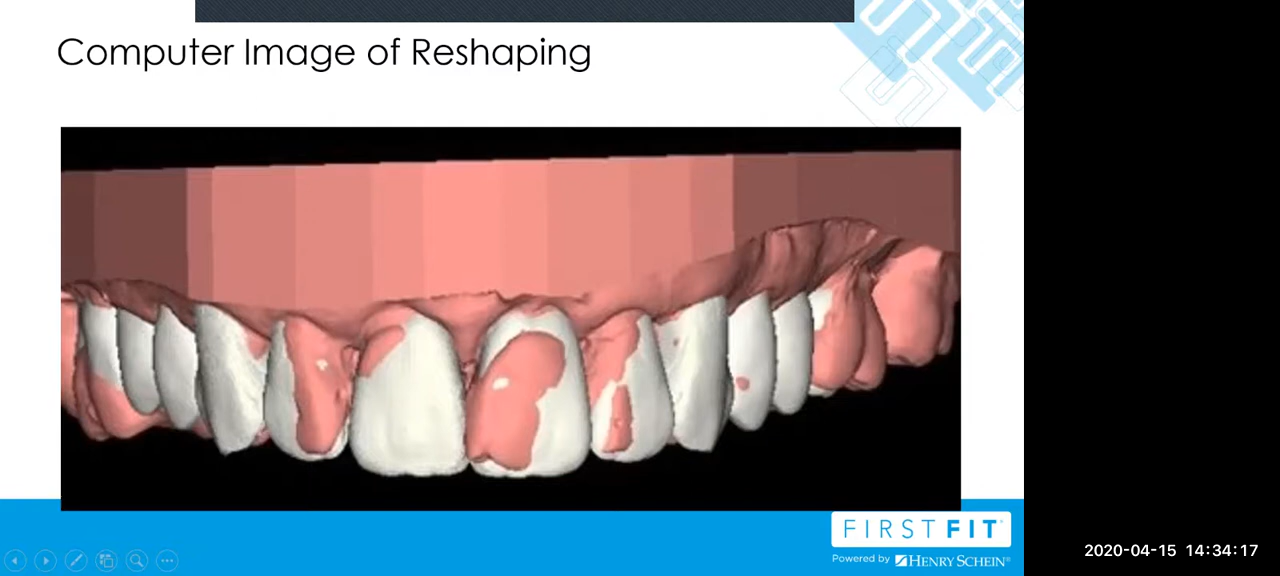 Computer Image of Reshaping
FIRSTFIT
Powered by HENRY SCHEIN®
2020-04-15 14:34:17